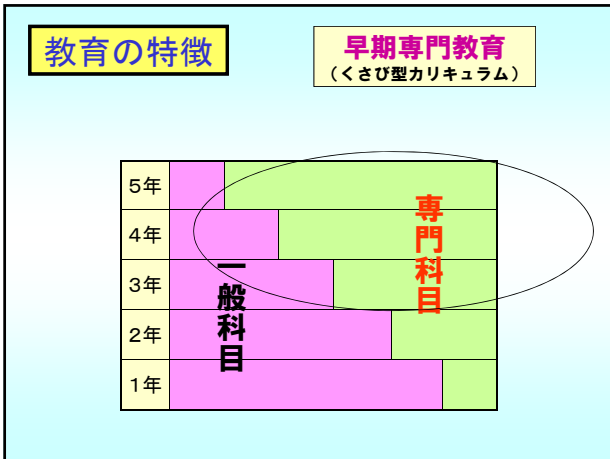 教育の特徴
早期専門教育
(くさび型カリキュラム)
5年
4年
3年
2年
1年
一般科目
専門科目